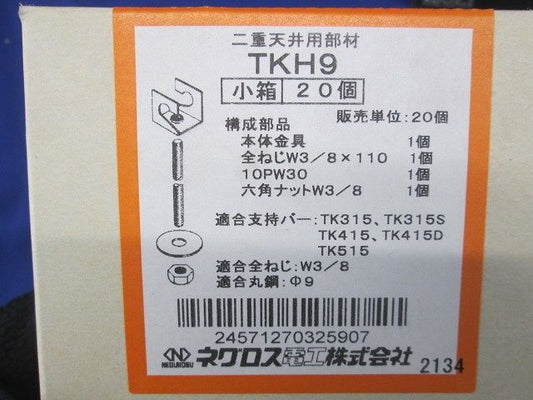 二重天井用部材
TKH9
小箱 20個
販売単位:20個
構成部品
本体金具 1個
全ねじW3/8×110 1個
10PW30 1個
六角ナットW3/8 1個
適合支持バー:TK315、TK315S
TK415、TK415D
TK515
適合全ねじ:W3/8
適合丸鋼:Φ9
24571270325907
NEGUROSU ネグロス電工株式会社 2134